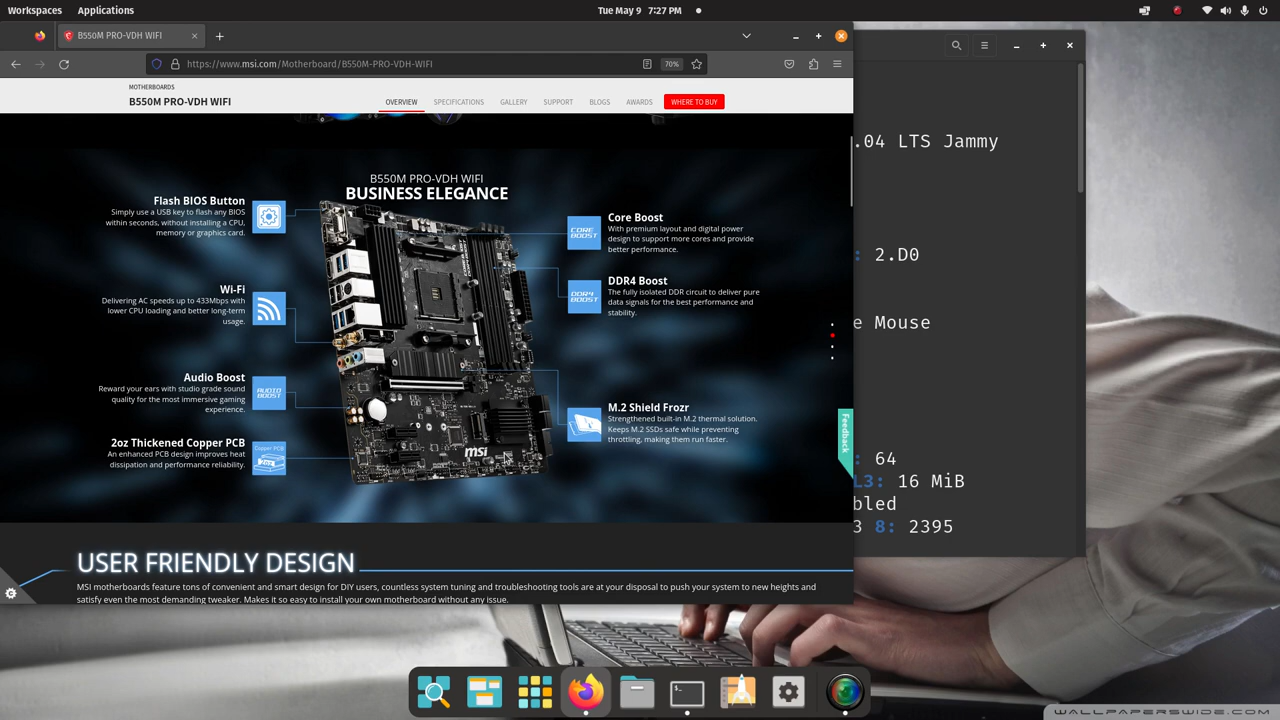 Workspaces Applications
Tue May 9 7:27 PM
B550M PRO-VDH WIFI
https://www.msi.com/Motherboard/B550M-PRO-VDH-WIFI
70%
MOTHERBOARDS
B550M PRO-VDH WIFI
OVERVIEW SPECIFICATIONS GALLERY SUPPORT BLOGS AWARDS WHERE TO BUY
B550M PRO-VDH WIFI
BUSINESS ELEGANCE
Flash BIOS Button
Simply use a USB key to flash any BIOS
within seconds, without installing a CPU,
memory or graphics card.
Wi-Fi
Delivering AC speeds up to 433Mbps with
lower CPU loading and better long-term
usage.
Audio Boost
AUDIO
BOOST
Reward your ears with studio grade sound
quality for the most immersive gaming
experience.
2oz Thickened Copper PCB
Copper PCB
2oz
An enhanced PCB design improves heat
dissipation and performance reliability.
Core Boost
CORE
BOOST
With premium layout and digital power
design to support more cores and provide
better performance.
DDR4 Boost
DDR4
BOOST
The fully isolated DDR circuit to deliver pure
data signals for the best performance and
stability.
M.2 Shield Frozr
Strengthened built-in M.2 thermal solution.
Keeps M.2 SSDs safe while preventing
throttling, making them run faster.
msi
Feedback
USER FRIENDLY DESIGN
MSI motherboards feature tons of convenient and smart design for DIY users, countless system tuning and troubleshooting tools are at your disposal to push your system to new heights and
satisfy even the most demanding tweaker. Makes it so easy to install your own motherboard without any issue.
.04 LTS Jammy
: 2.D0
e Mouse
: 64
L3: 16 MiB
bled
3 8: 2395
WALLPAPERSWIDE.COM